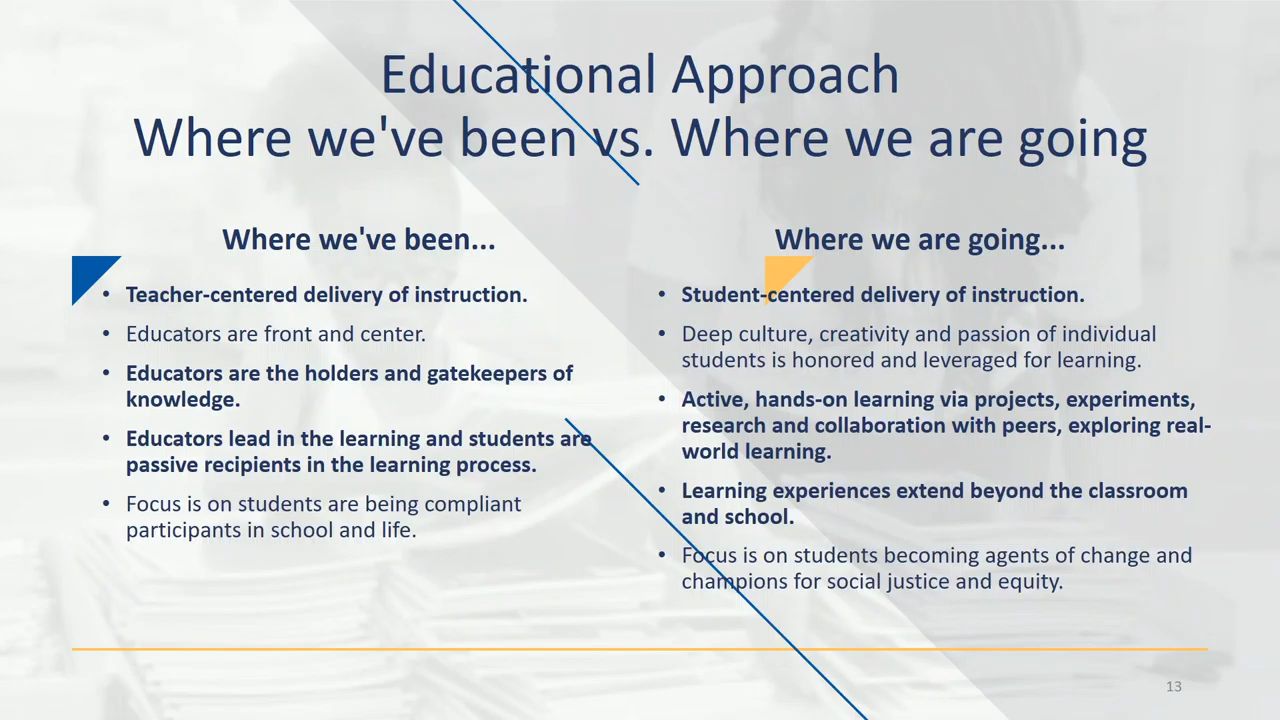 Educational Approach
Where we've been vs. Where we are going
Where we've been...
• Teacher-centered delivery of instruction.
• Educators are front and center.
• Educators are the holders and gatekeepers of
knowledge.
• Educators lead in the learning and students are
passive recipients in the learning process.
• Focus is on students are being compliant
participants in school and life.
Where we are going...
• Student-centered delivery of instruction.
• Deep culture, creativity and passion of individual
students is honored and leveraged for learning.
• Active, hands-on learning via projects, experiments,
research and collaboration with peers, exploring real-
world learning.
• Learning experiences extend beyond the classroom
and school.
• Focus is on students becoming agents of change and
champions for social justice and equity.
13